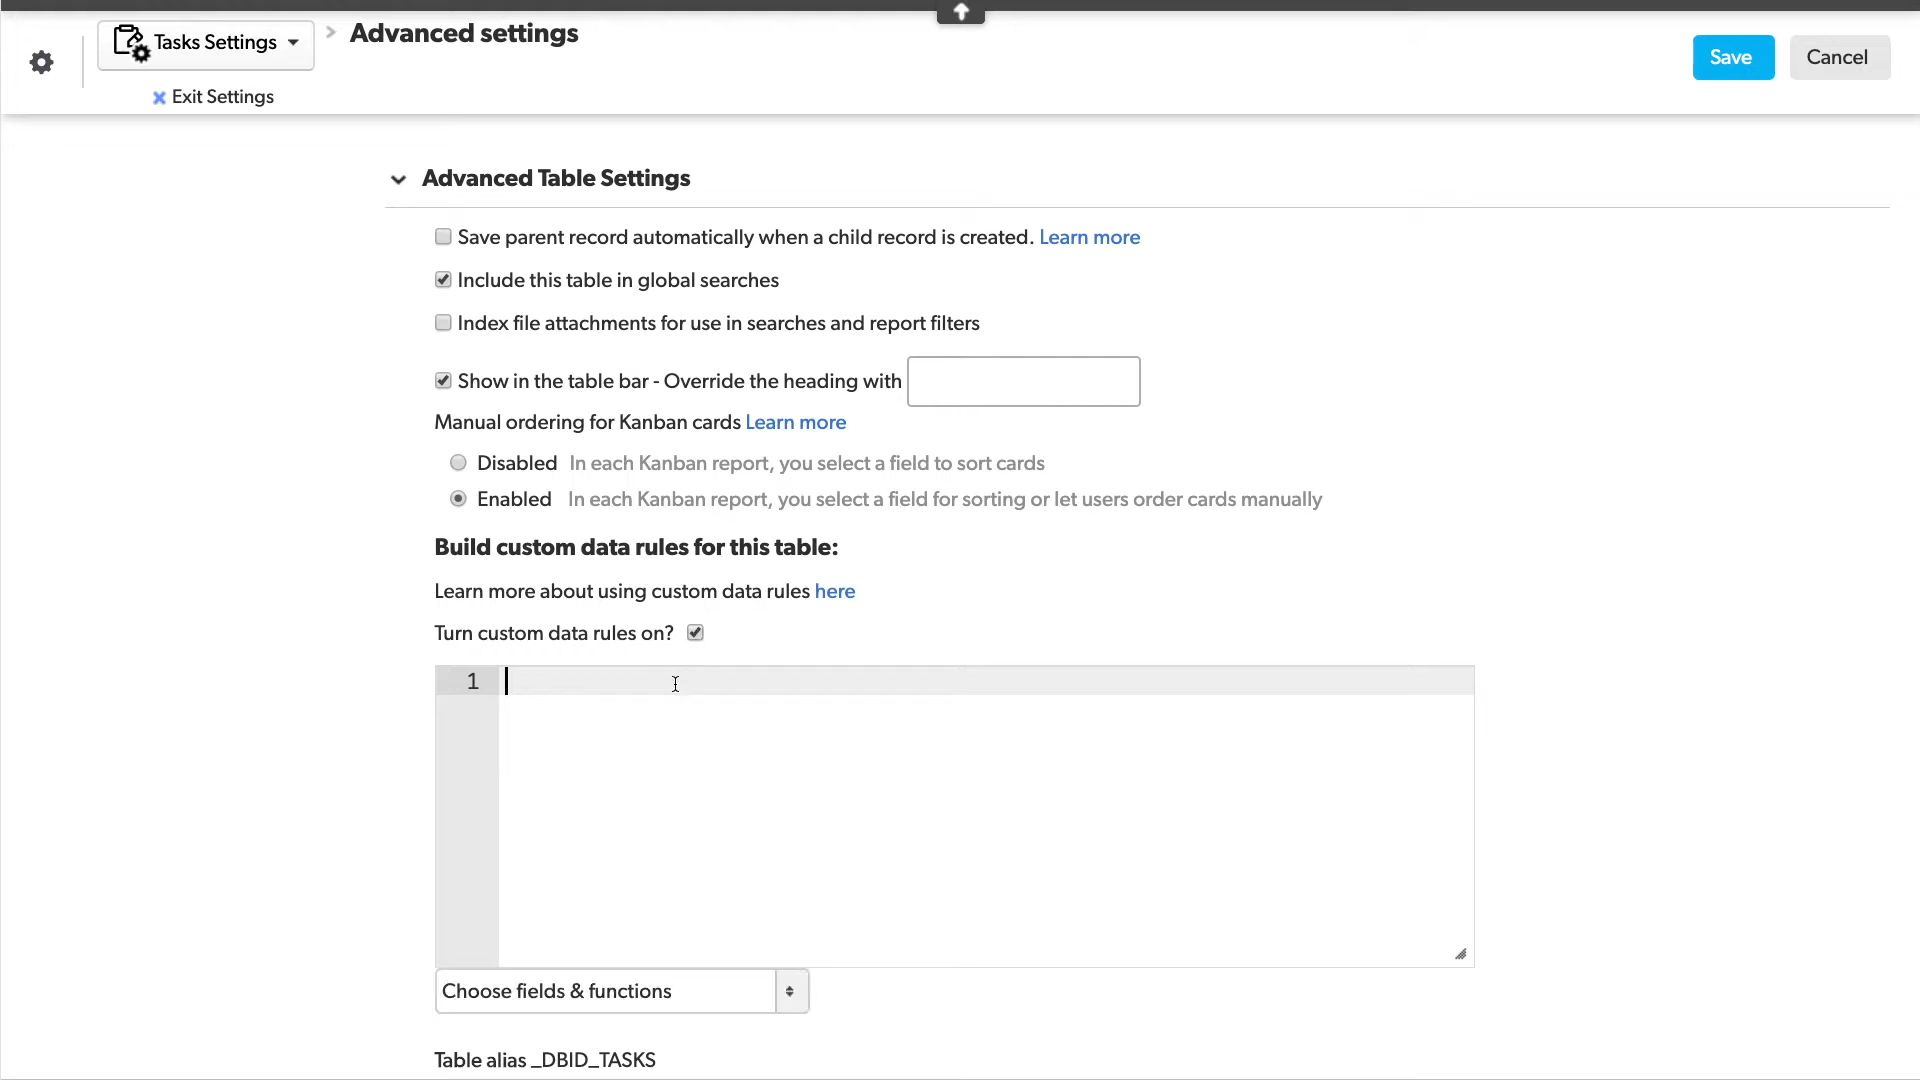 Tasks Settings > Advanced settings
Save
Cancel
Exit Settings
Advanced Table Settings
Save parent record automatically when a child record is created. Learn more
Include this table in global searches
Index file attachments for use in searches and report filters
Show in the table bar - Override the heading with
Manual ordering for Kanban cards Learn more
Disabled In each Kanban report, you select a field to sort cards
Enabled In each Kanban report, you select a field for sorting or let users order cards manually
Build custom data rules for this table:
Learn more about using custom data rules here
Turn custom data rules on?
1
Choose fields & functions
Table alias _DBID_TASKS